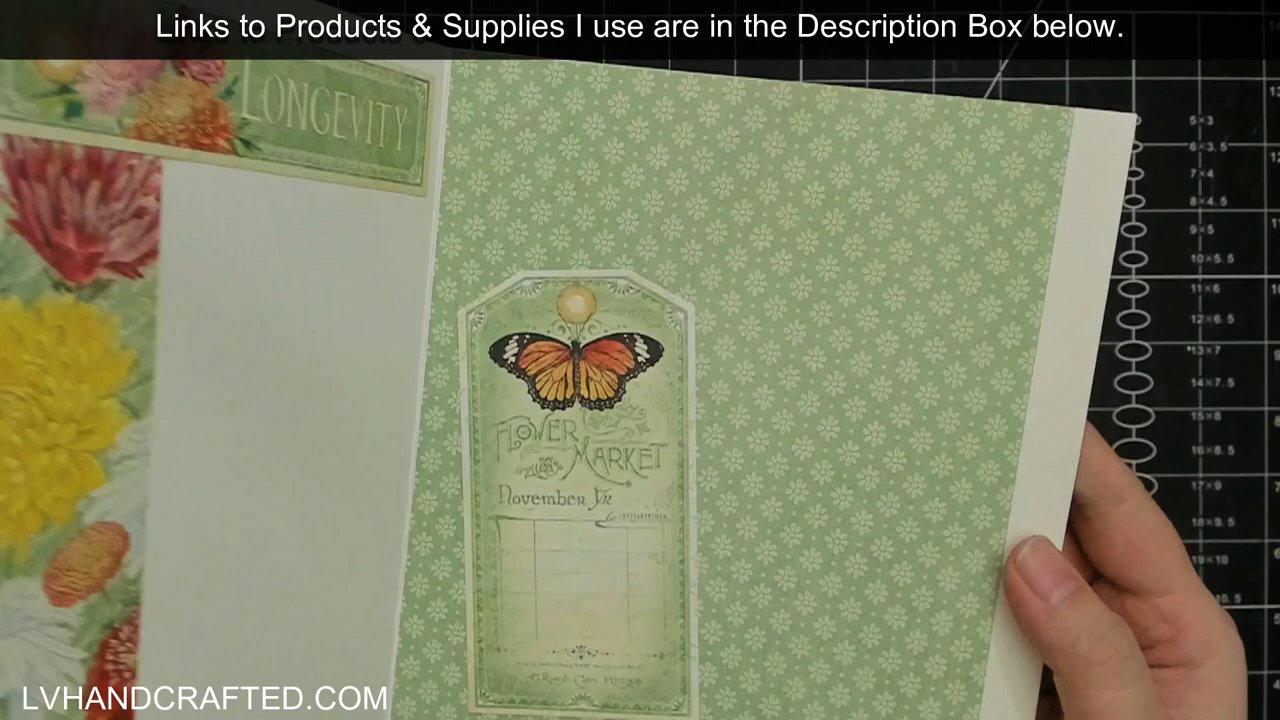 Links to Products & Supplies I use are in the Description Box below.
LONGEVITY
FLOWER
MARKET
November
5×3
6×3.5
7×4
8×4.5
9×5
10×5.5
11×6
12×6.5
*13×7
14×7.5
15×8
16×8.5
17×9
18×9.5
19×10
10.5
LVHANDCRAFTED.COM